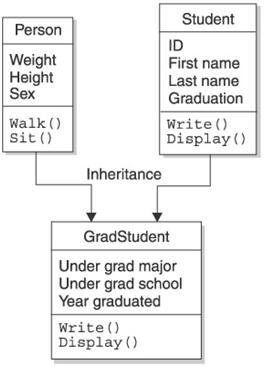 Person
Weight
Height
Sex
Walk()
Sit()
Student
ID
First name
Last name
Graduation
Write()
Display()
Inheritance
GradStudent
Under grad major
Under grad school
Year graduated
Write()
Display()